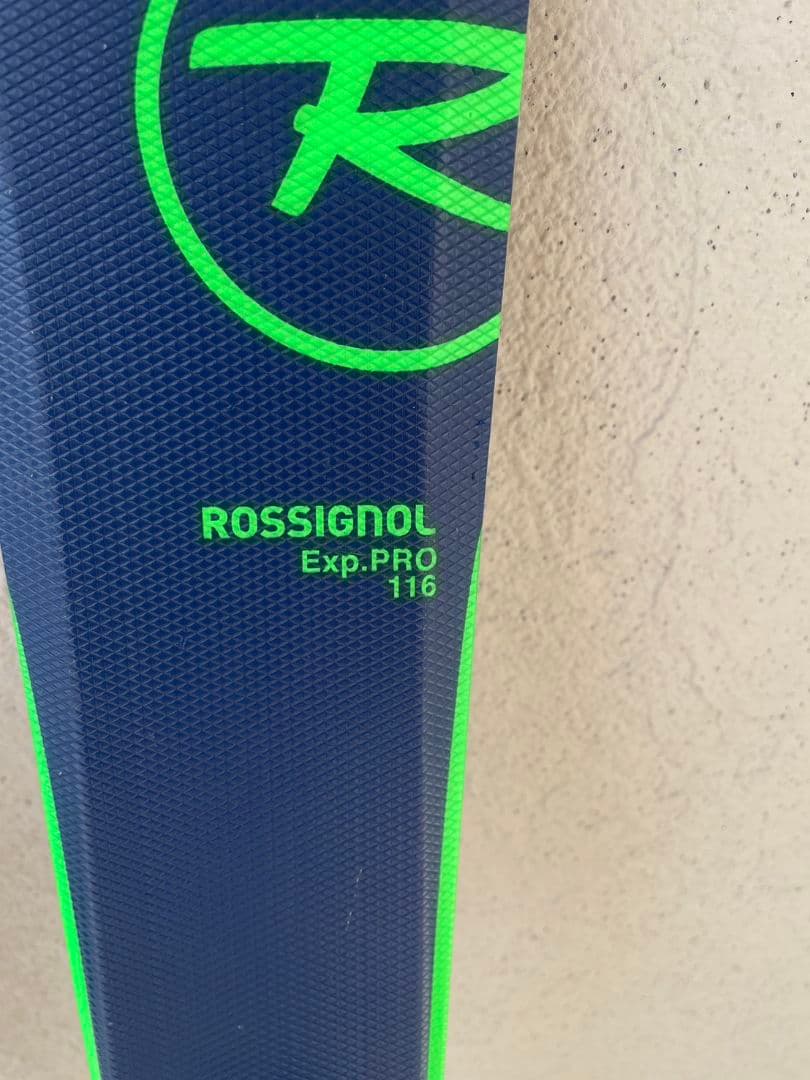 R
ROSSIGNOL
Exp.PRO
116